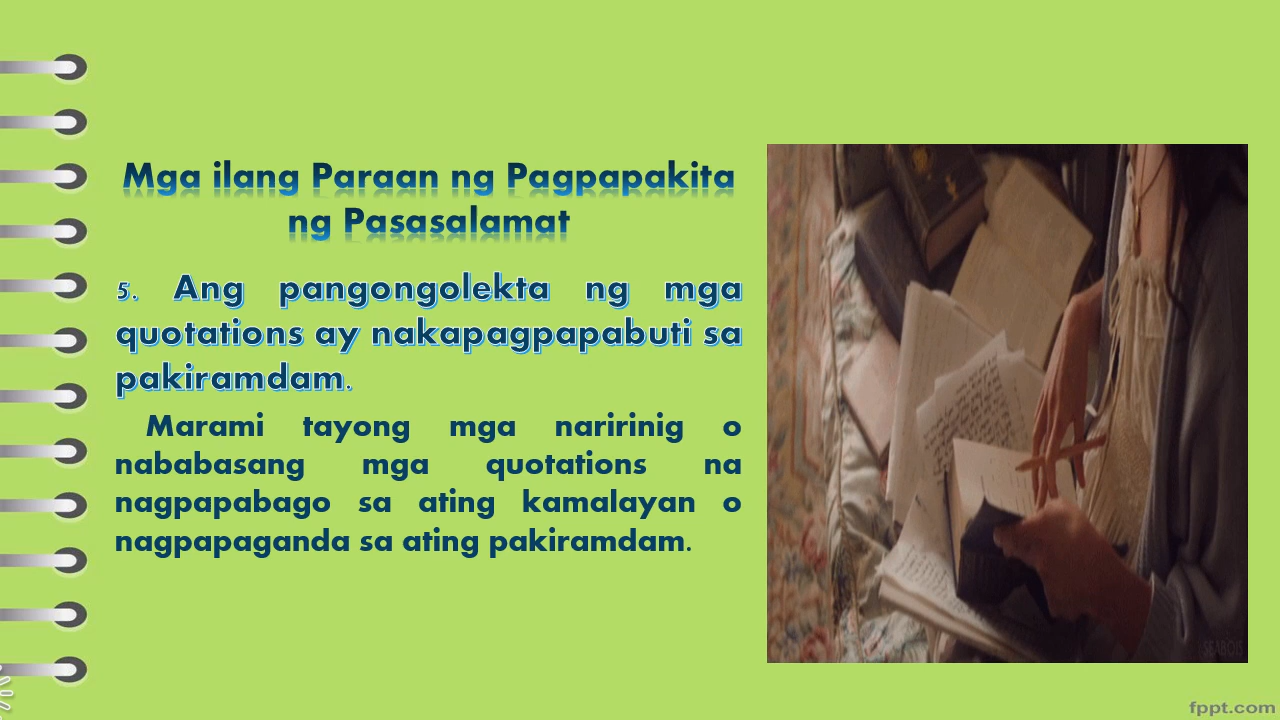 Mga ilang Paraan ng Pagpapakita
ng Pasasalamat
5. Ang pangongolekta ng mga
quotations ay nakapagpapabuti sa
pakiramdam.
Marami tayong mga naririnig o
nababasang mga quotations na
nagpapabago sa ating kamalayan o
nagpapaganda sa ating pakiramdam.
fppt.com